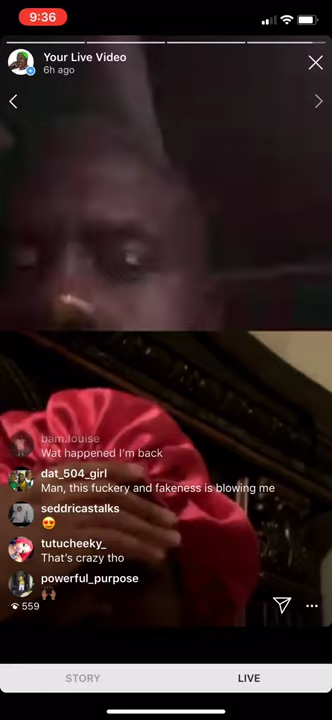 9:36
Your Live Video
6h ago
bam.louise
Wat happened I'm back
dat_504_girl
Man, this fuckery and fakeness is blowing me
seddricastalks
😍
tutucheeky_
That's crazy tho
powerful_purpose
🙌🏾
559
STORY LIVE